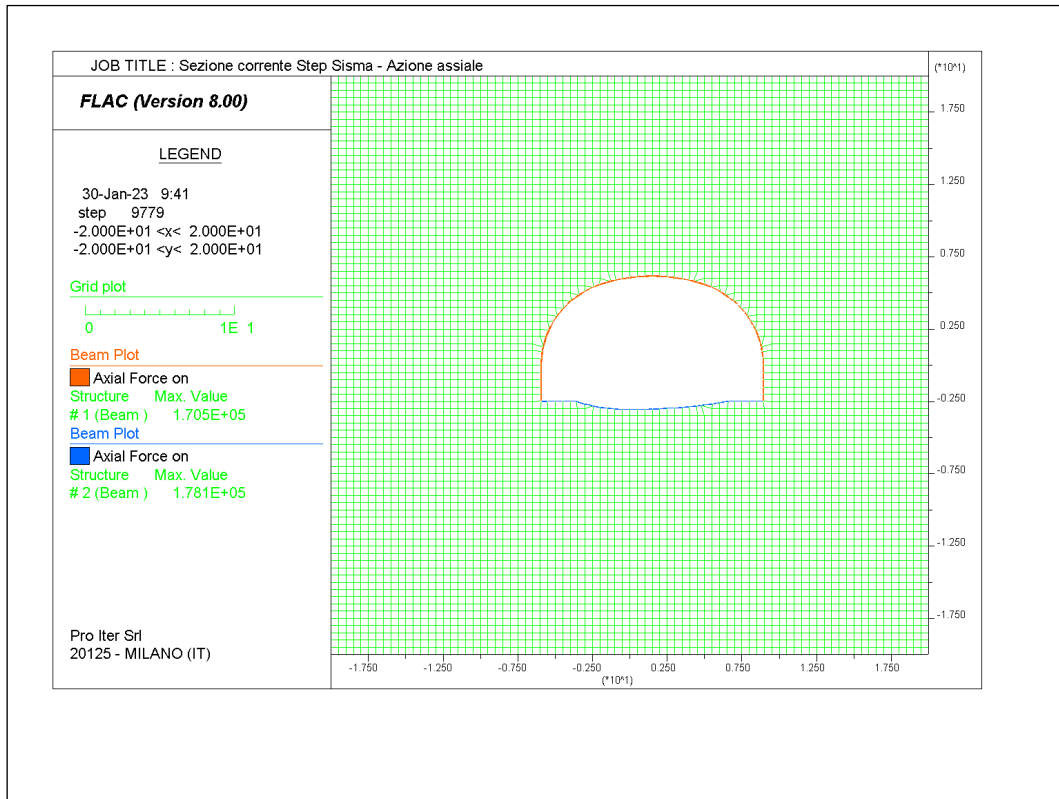 JOB TITLE : Sezione corrente Step Sisma - Azione assiale
(*10^1)
FLAC (Version 8.00)
LEGEND
30-Jan-23 9:41
step 9779
-2.000E+01 <x< 2.000E+01
-2.000E+01 <y< 2.000E+01
Grid plot
0 1E 1
Beam Plot
Axial Force on
Structure Max. Value
# 1 (Beam ) 1.705E+05
Beam Plot
Axial Force on
Structure Max. Value
# 2 (Beam ) 1.781E+05
Pro Iter Srl
20125 - MILANO (IT)
1.750
1.250
0.750
0.250
-0.250
-0.750
-1.250
-1.750
-1.750 -1.250 -0.750 -0.250 0.250 0.750 1.250 1.750
(*10^1)